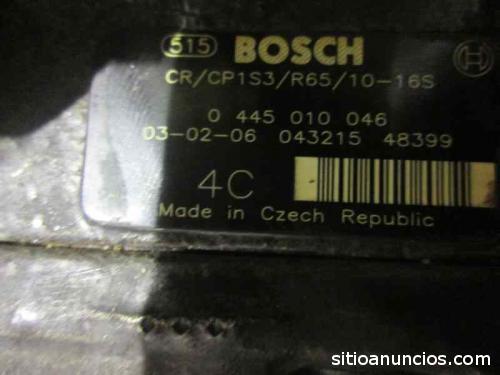 515 BOSCH
CR/CP1S3/R65/10-16S
0 445 010 046
03-02-06 043215 48399
4C
Made in Czech Republic
sitioanuncios.com